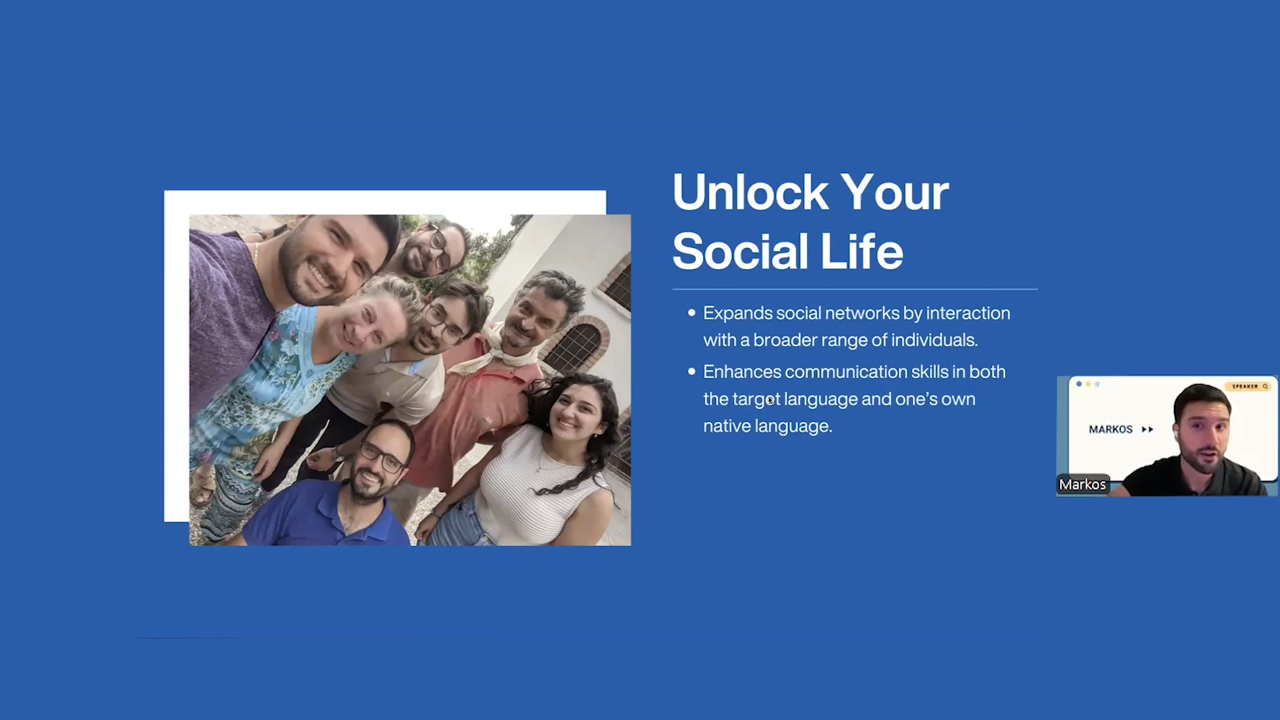 Unlock Your
Social Life
• Expands social networks by interaction
with a broader range of individuals.
• Enhances communication skills in both
the target language and one's own
native language.
SPEAKER
MARKOS
Markos